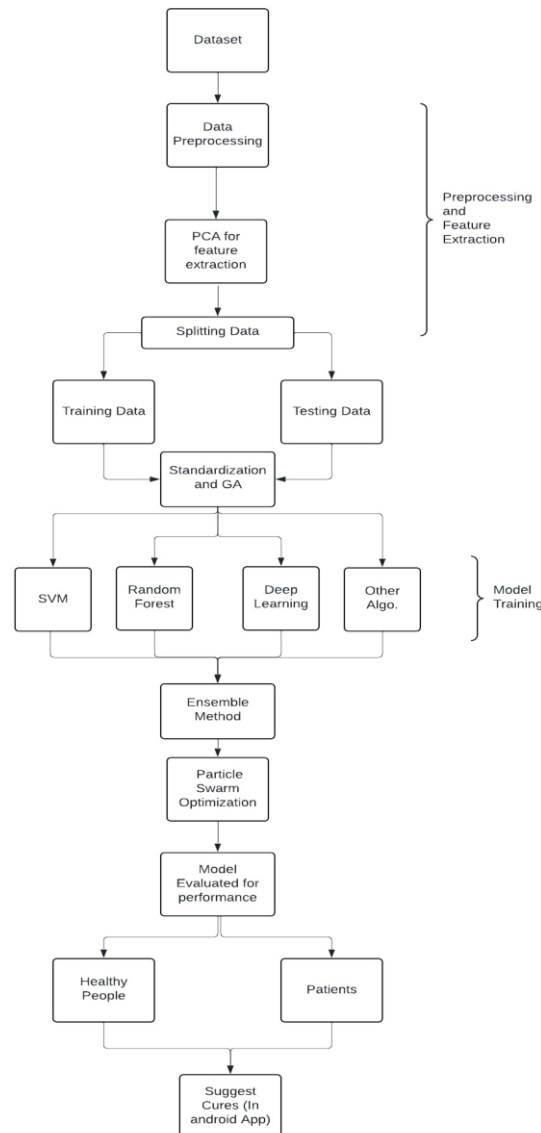 Dataset
Data
Preprocessing
Preprocessing
and
Feature
Extraction
PCA for
feature
extraction
Splitting Data
Training Data
Testing Data
Standardization
and GA
SVM
Random
Forest
Deep
Learning
Other
Algo.
Model
Training
Ensemble
Method
Particle
Swarm
Optimization
Model
Evaluated for
performance
Healthy
People
Patients
Suggest
Cures (In
android App)